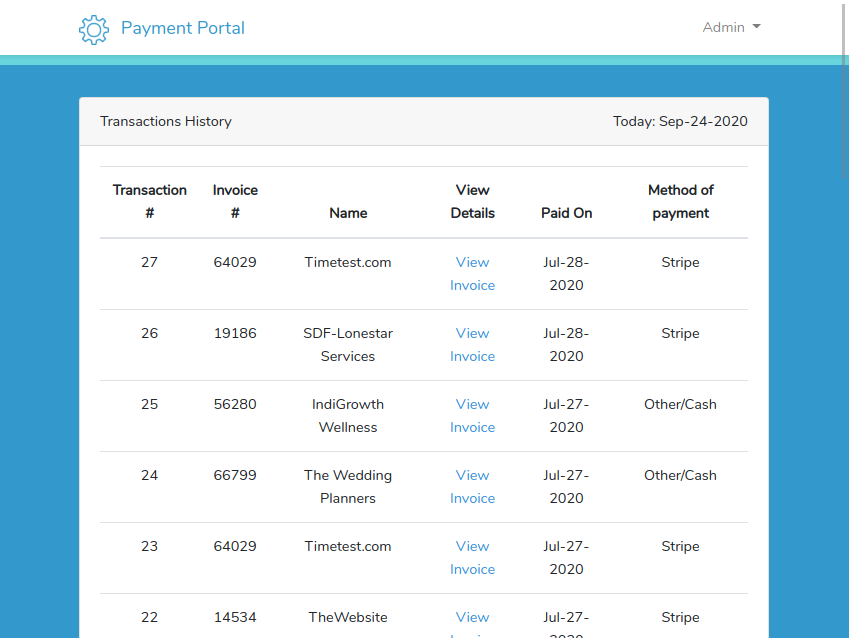 Payment Portal
Admin
Transactions History
Today: Sep-24-2020
Transaction # Invoice # Name View Details Paid On Method of payment
27 64029 Timetest.com View Invoice Jul-28-2020 Stripe
26 19186 SDF-Lonestar Services View Invoice Jul-28-2020 Stripe
25 56280 IndiGrowth Wellness View Invoice Jul-27-2020 Other/Cash
24 66799 The Wedding Planners View Invoice Jul-27-2020 Other/Cash
23 64029 Timetest.com View Invoice Jul-27-2020 Stripe
22 14534 TheWebsite View Jul-27- Stripe